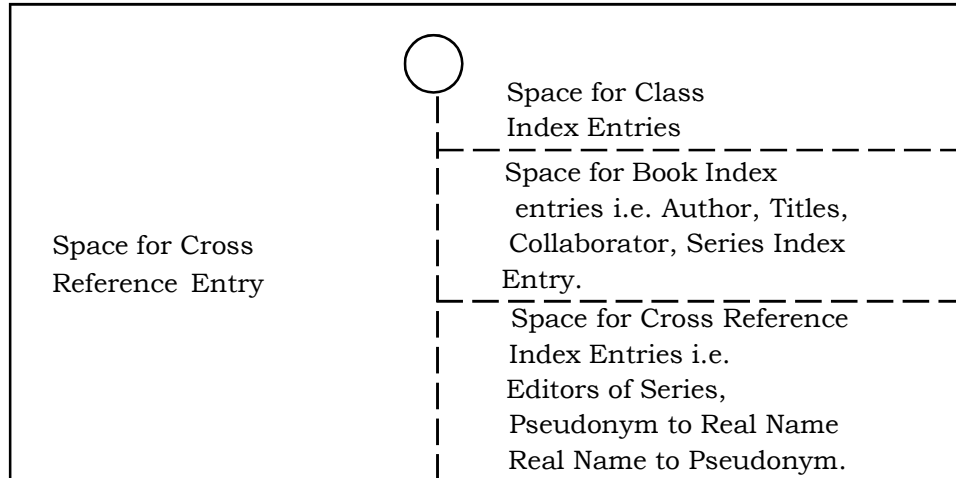 Space for Cross
Reference Entry
Space for Class
Index Entries
Space for Book Index
entries i.e. Author, Titles,
Collaborator, Series Index
Entry.
Space for Cross Reference
Index Entries i.e.
Editors of Series,
Pseudonym to Real Name
Real Name to Pseudonym.